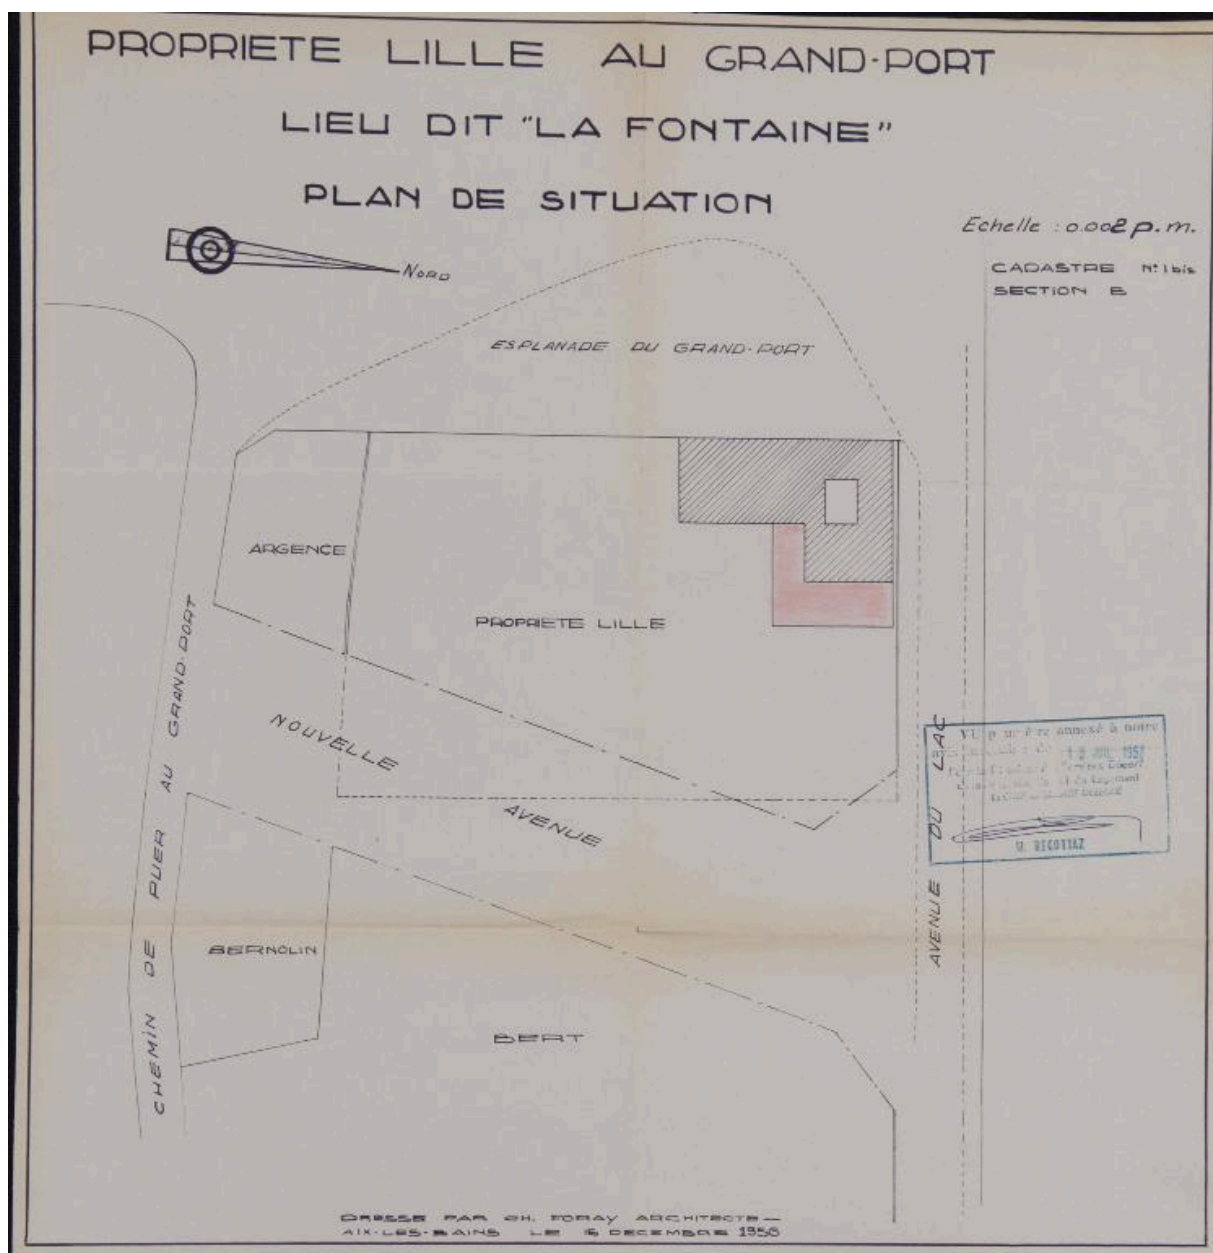 PROPRIETE LILLE AU GRAND-PORT
LIEU DIT "LA FONTAINE"
PLAN DE SITUATION
Echelle : 0.002 p.m.
NORD
CADASTRE N° 1 bis
SECTION B
ESPLANADE DU GRAND-PORT
ARGENCE
PROPRIETE LILLE
NOUVELLE
AVENUE
CHEMIN DE PUER AU GRAND-PORT
AVENUE DU LAC
VU pour être annexé à notre
BERNOLIN
BERT
DRESSE PAR CH. FORAY ARCHITECTE —
AIX-LES-BAINS LE 5 DECEMBRE 1950